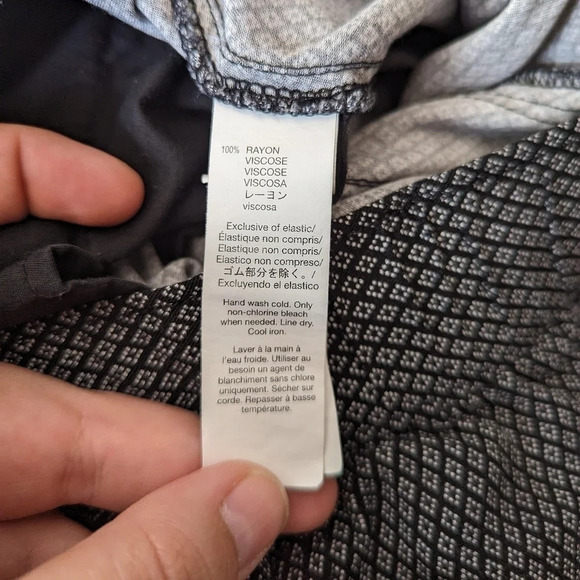 100% RAYON
VISCOSE
VISCOSE
VISCOSA
レーヨン
viscosa
Exclusive of elastic/
Élastique non compris/
Elastique non compris/
Elastico non compreso/
ゴム部分を除く。/
Excluyendo el elastico
Hand wash cold. Only
non-chlorine bleach
when needed. Line dry.
Cool iron.
Laver à la main à
l'eau froide. Utiliser au
besoin un agent de
blanchiment sans chlore
uniquement. Sécher sur
corde. Repasser à basse
température.